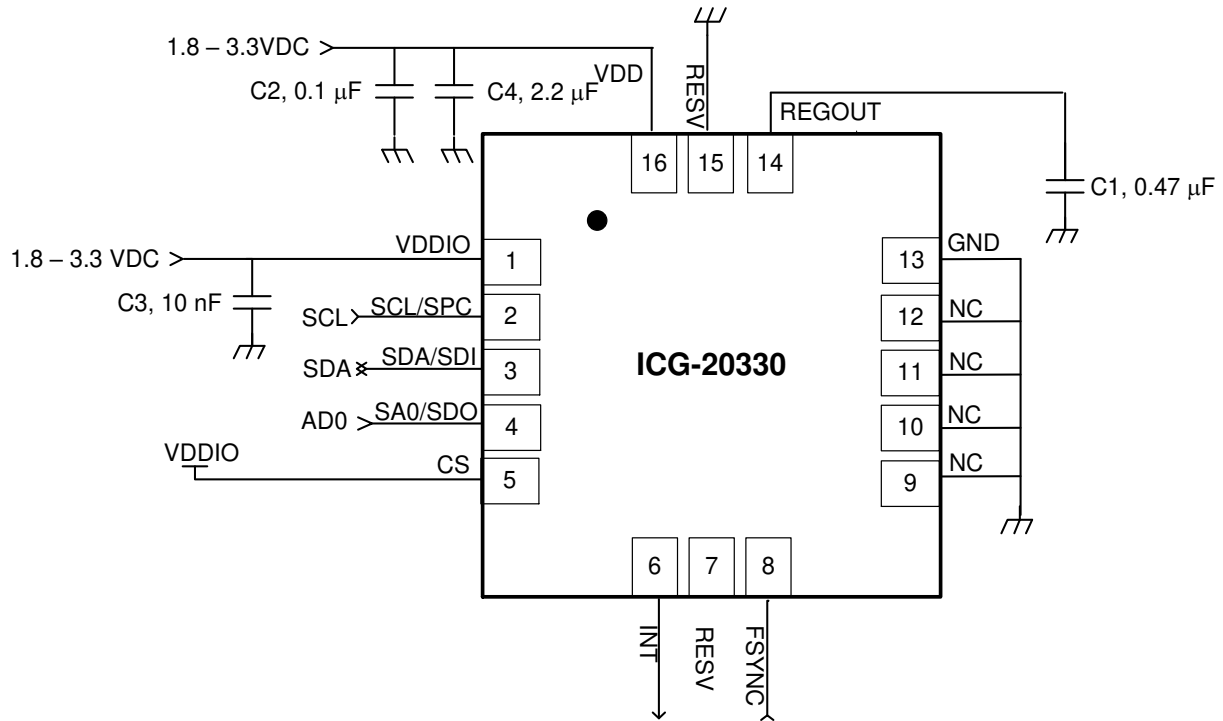 1.8 – 3.3VDC
VDD
RESV
C2, 0.1 μF
C4, 2.2 μF
REGOUT
16
15
14
C1, 0.47 μF
1.8 – 3.3 VDC
VDDIO
1
13
GND
C3, 10 nF
SCL
SCL/SPC
2
12
NC
SDA
SDA/SDI
3
ICG-20330
11
NC
AD0
SA0/SDO
4
10
NC
VDDIO
CS
5
9
NC
6
7
8
INT
RESV
FSYNC